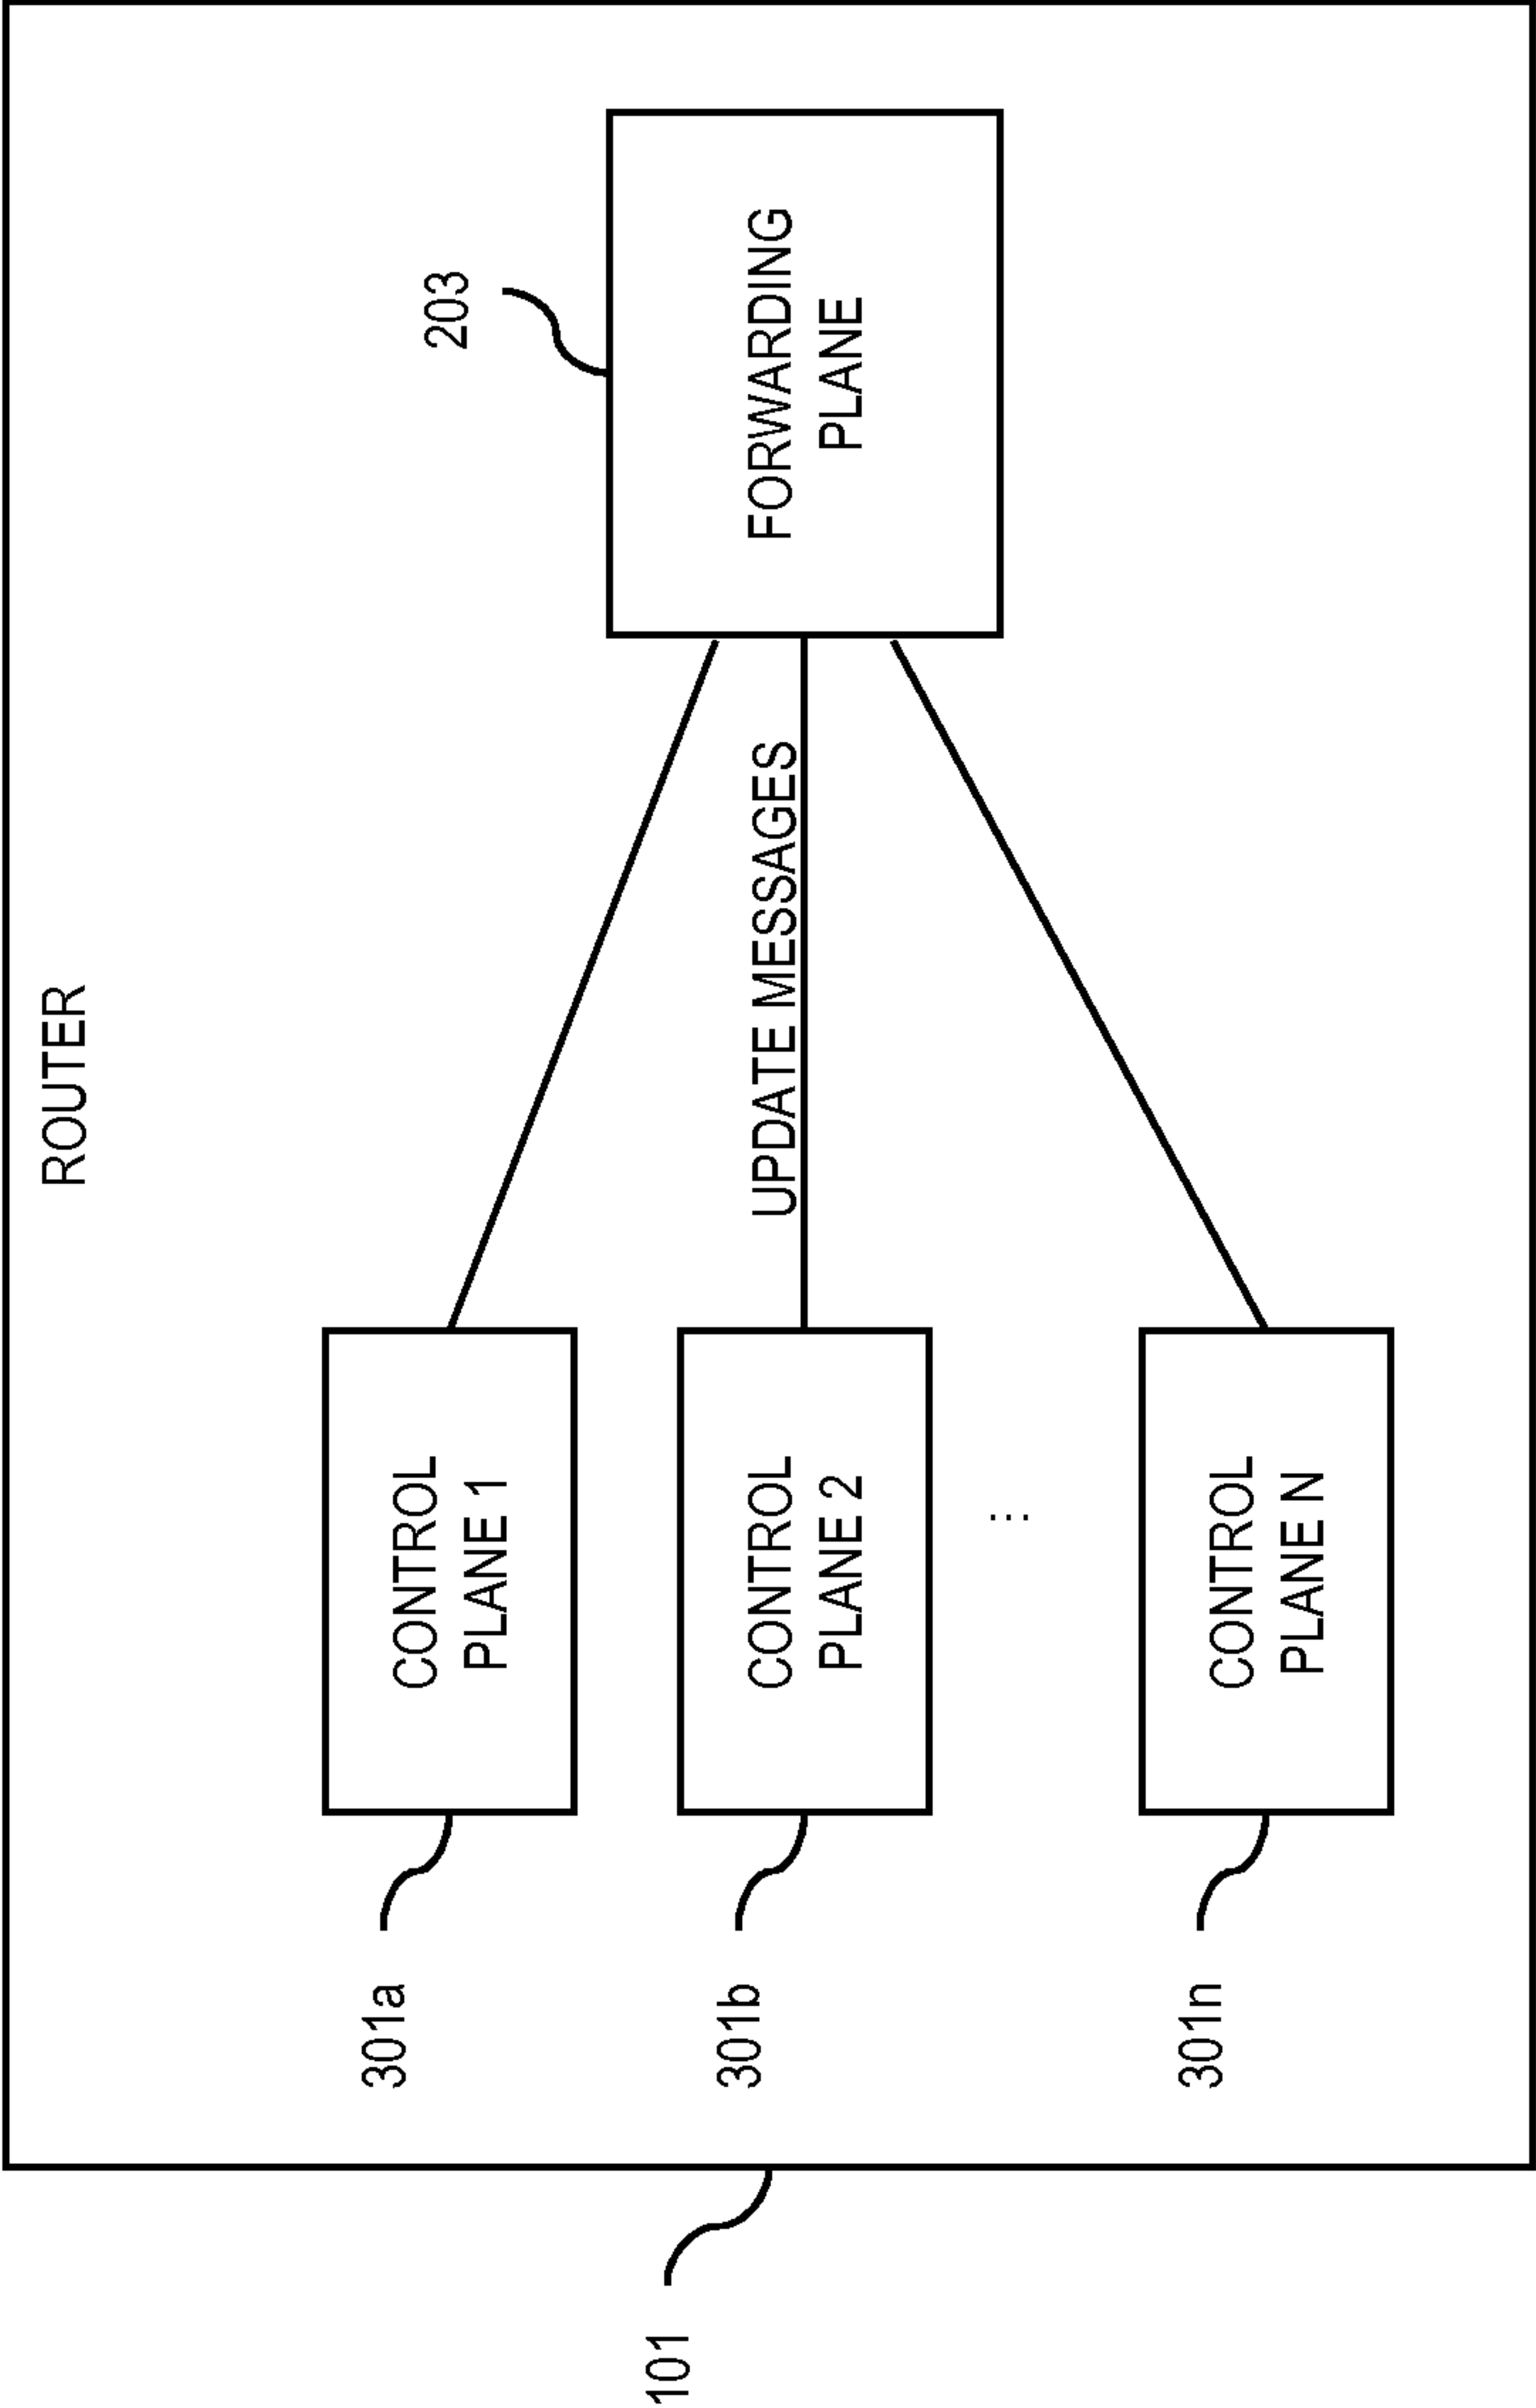 ROUTER
203
301a
CONTROL
PLANE 1
UPDATE MESSAGES
FORWARDING
PLANE
101
301b
CONTROL
PLANE 2
...
301n
CONTROL
PLANE N